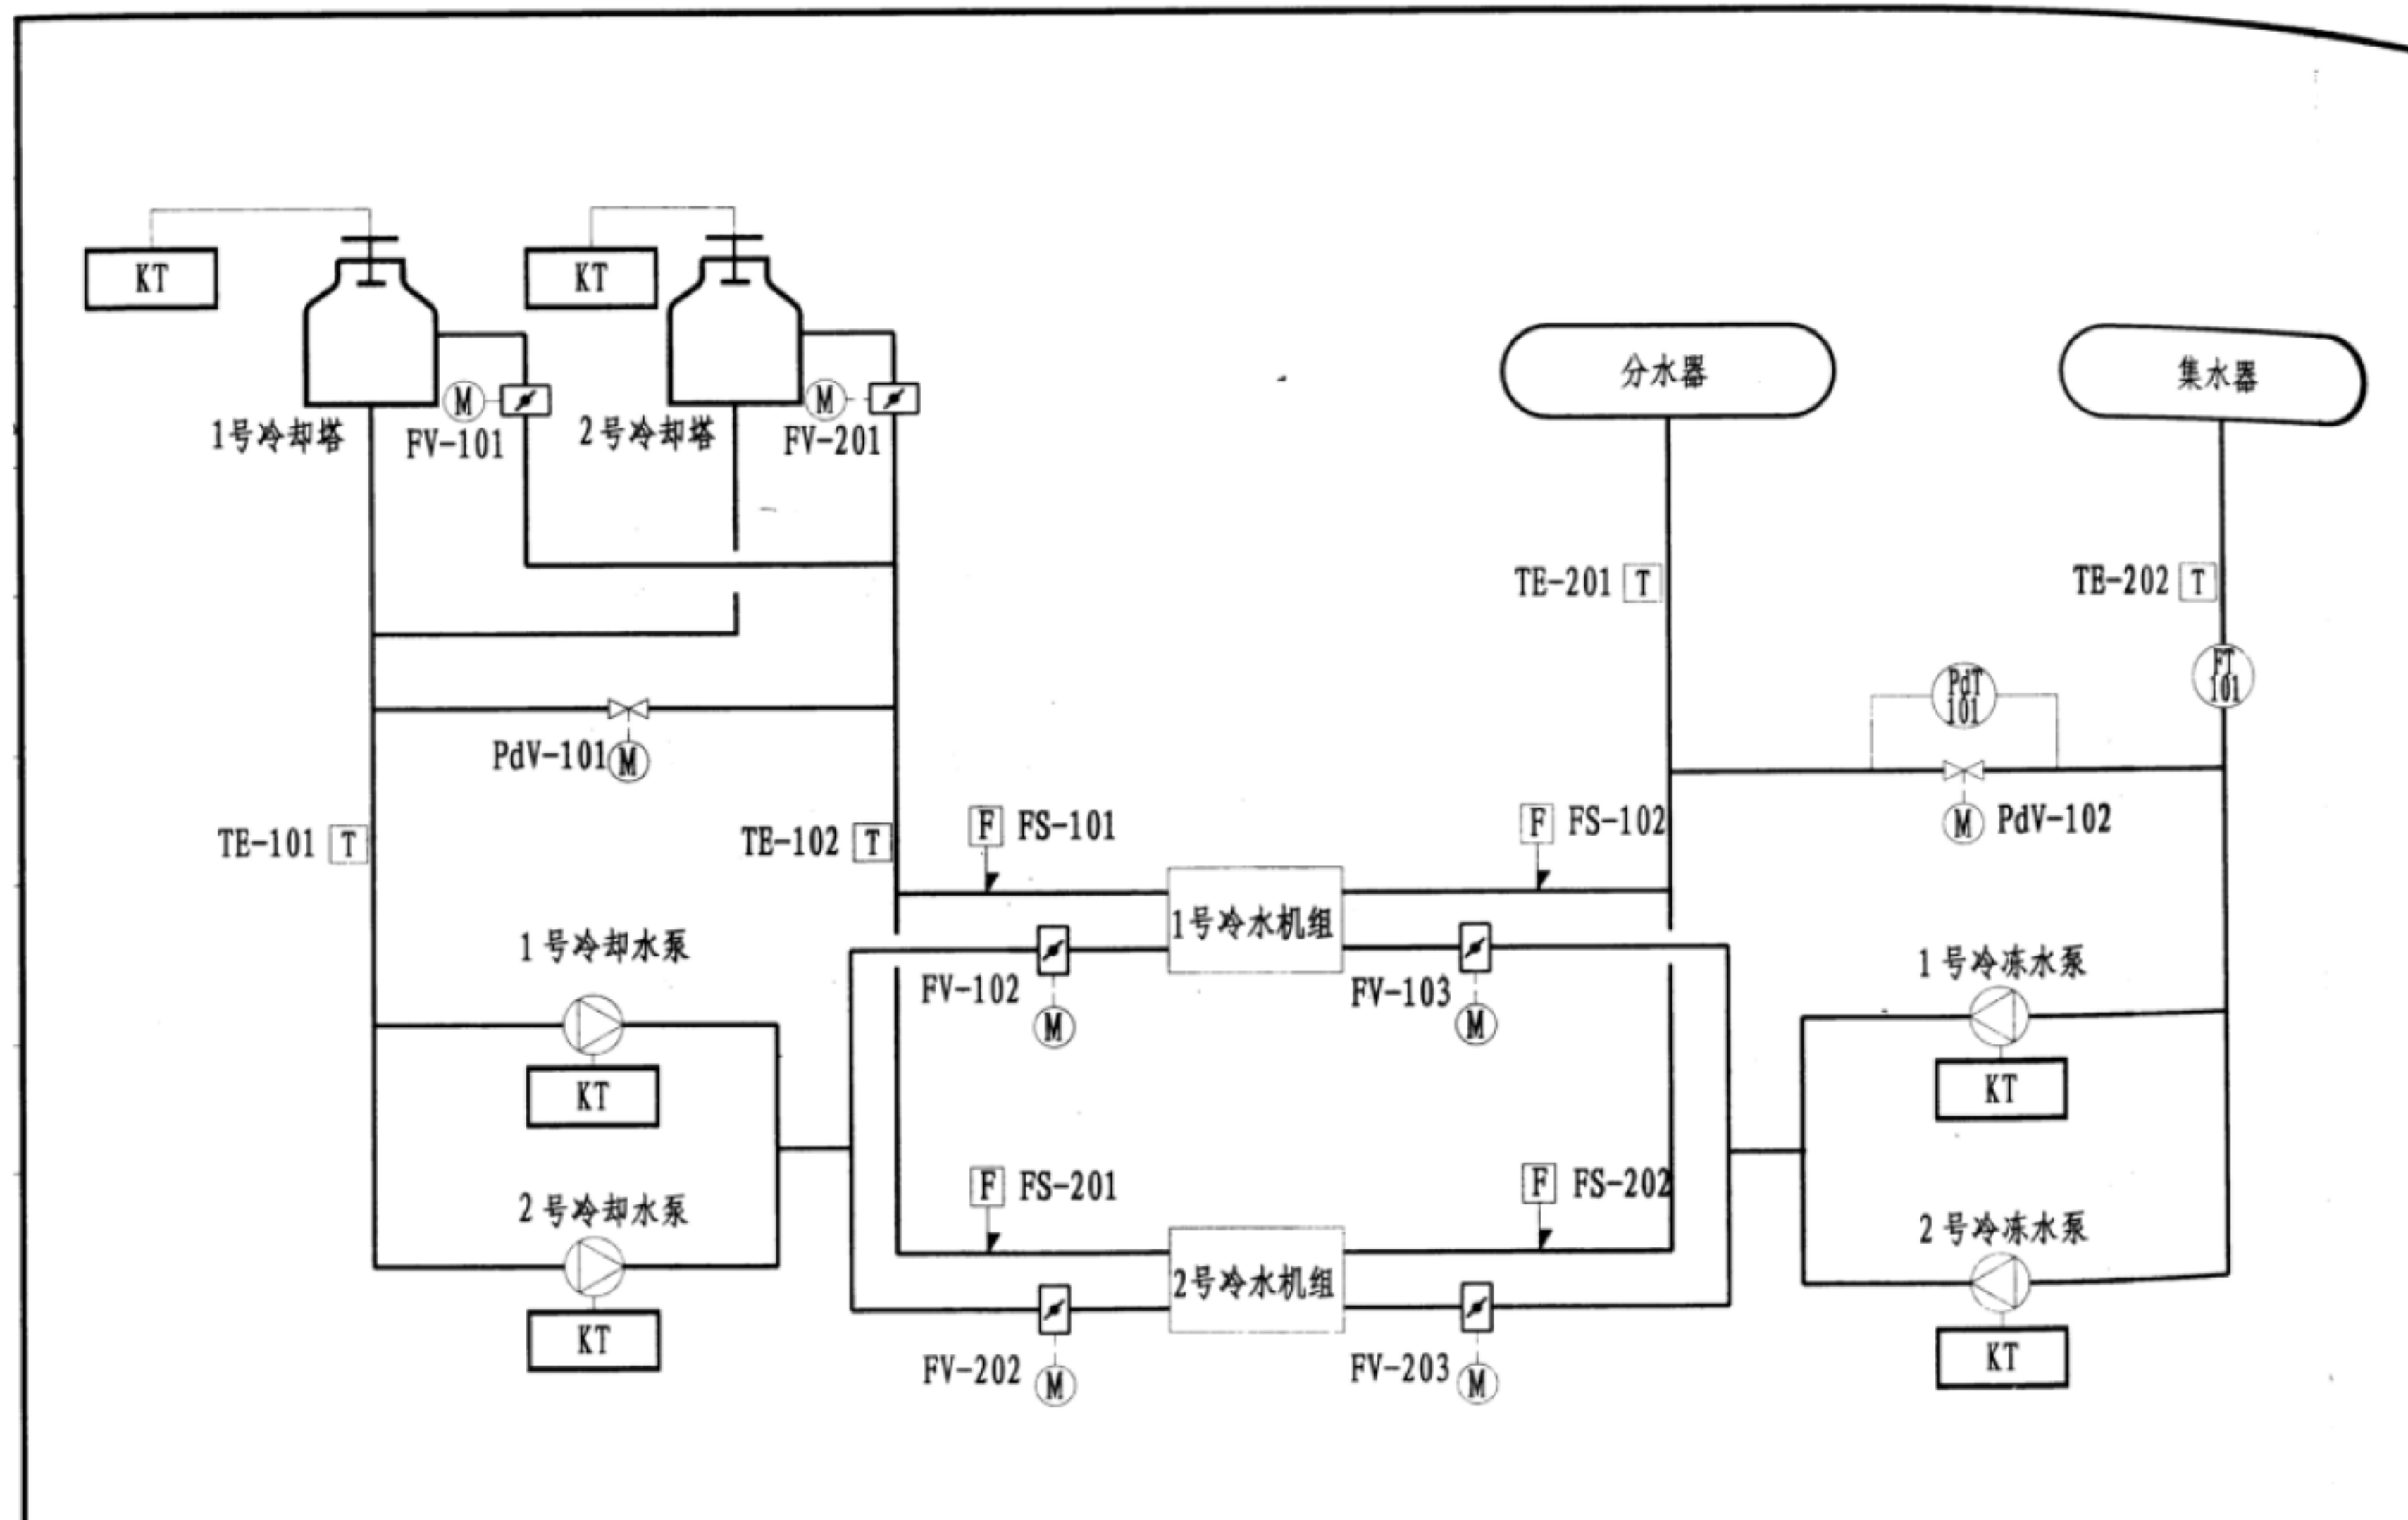 KT
KT
分水器
集水器
M
M
1号冷却塔
FV-101
2号冷却塔
FV-201
TE-201 T
TE-202 T
FT
101
PdT
101
PdV-101 M
M PdV-102
TE-101 T
TE-102 T
F FS-101
F FS-102
1号冷却水泵
1号冷水机组
1号冷冻水泵
FV-102
M
FV-103
M
KT
KT
2号冷却水泵
F FS-201
F FS-202
2号冷冻水泵
2号冷水机组
KT
KT
FV-202
M
FV-203
M